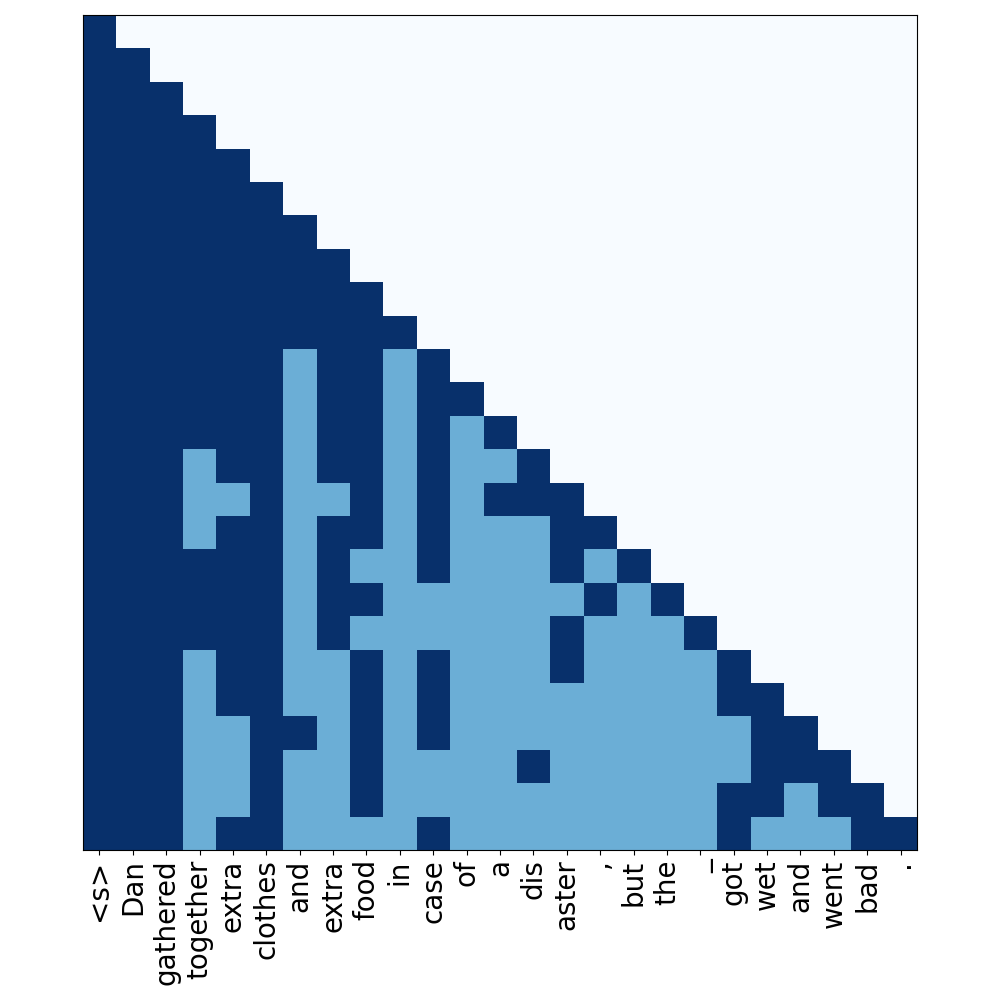 <s>
Dan
gathered
together
extra
clothes
and
extra
food
in
case
of
a
dis
aster
,
but
the
_
got
wet
and
went
bad
.